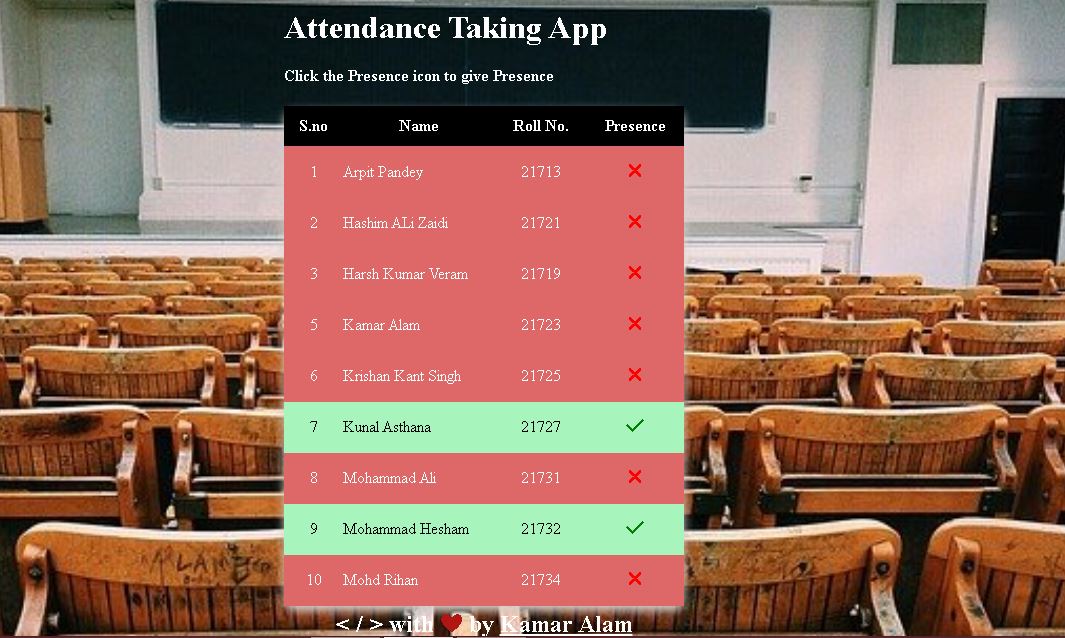 Attendance Taking App
Click the Presence icon to give Presence
S.no Name Roll No. Presence
1 Arpit Pandey 21713 ❌
2 Hashim ALi Zaidi 21721 ❌
3 Harsh Kumar Veram 21719 ❌
5 Kamar Alam 21723 ❌
6 Krishan Kant Singh 21725 ❌
7 Kunal Asthana 21727 ✓
8 Mohammad Ali 21731 ❌
9 Mohammad Hesham 21732 ✓
10 Mohd Rihan 21734 ❌
< / > with ❤ by Kamar Alam